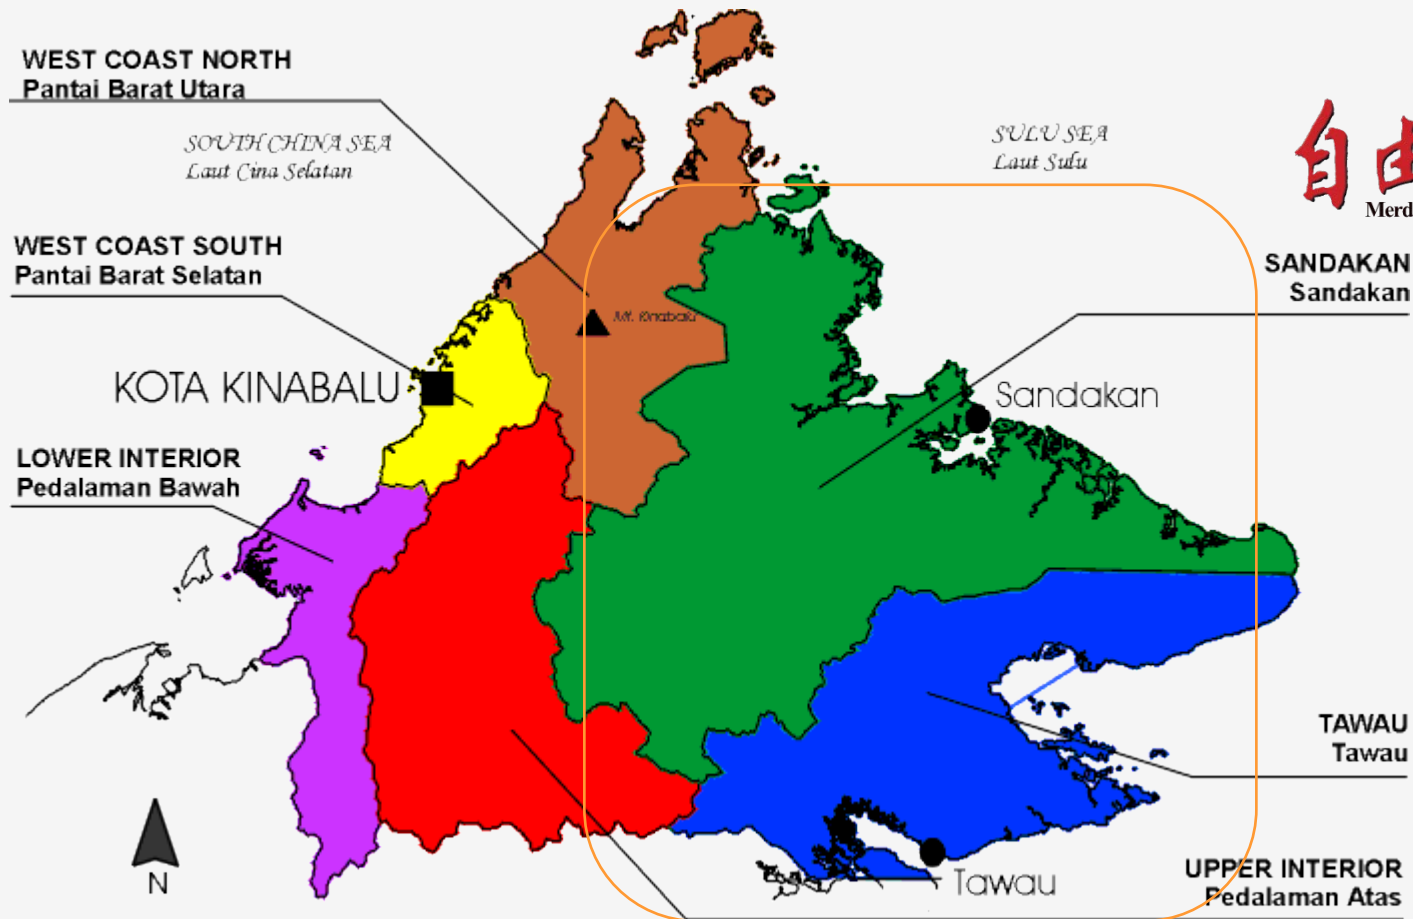 WEST COAST NORTH
Pantai Barat Utara
SOUTH CHINA SEA
Laut Cina Selatan
SULU SEA
Laut Sulu
自由
Merd
WEST COAST SOUTH
Pantai Barat Selatan
SANDAKAN
Sandakan
Mt. Kinabalu
KOTA KINABALU
Sandakan
LOWER INTERIOR
Pedalaman Bawah
TAWAU
Tawau
UPPER INTERIOR
Pedalaman Atas
Tawau
N